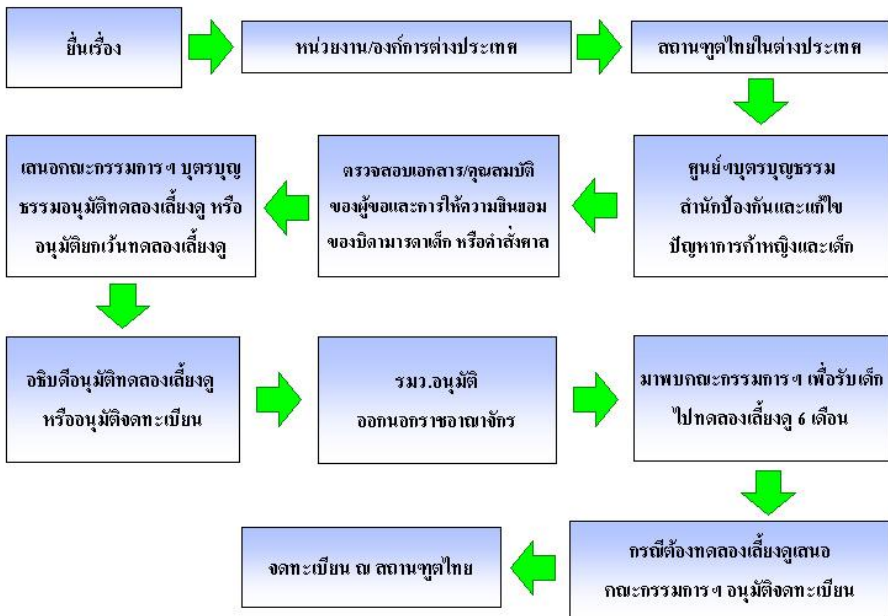 ยื่นเรื่อง
หน่วยงาน/องค์การต่างประเทศ
สถานฑูตไทยในต่างประเทศ
ศูนย์ฯบุตรบุญธรรม
สำนักป้องกันและแก้ไข
ปัญหาการค้าหญิงและเด็ก
ตรวจสอบเอกสาร/คุณสมบัติ
ของผู้ขอและการให้ความยินยอม
ของบิดามารดาเด็ก หรือคำสั่งศาล
เสนอคณะกรรมการ ฯ บุตรบุญ
ธรรมอนุมัติทดลองเลี้ยงดู หรือ
อนุมัติยกเว้นทดลองเลี้ยงดู
อธิบดีอนุมัติทดลองเลี้ยงดู
หรืออนุมัติจดทะเบียน
รมว.อนุมัติ
ออกนอกราชอาณาจักร
มาพบคณะกรรมการ ฯ เพื่อรับเด็ก
ไปทดลองเลี้ยงดู 6 เดือน
กรณีต้องทดลองเลี้ยงดูเสนอ
คณะกรรมการ ฯ อนุมัติจดทะเบียน
จดทะเบียน ณ สถานฑูตไทย